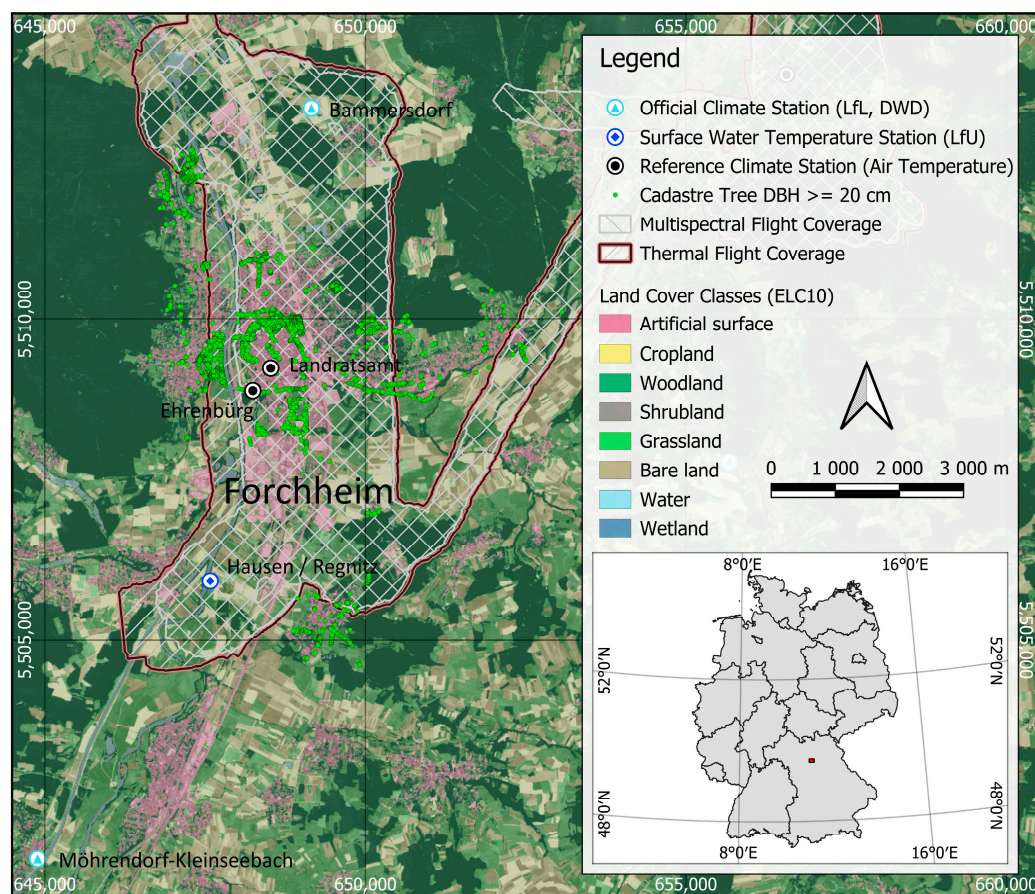 645,000
650,000
655,000
660,000
Legend
Official Climate Station (LfL, DWD)
Surface Water Temperature Station (LfU)
Reference Climate Station (Air Temperature)
Cadastre Tree DBH >= 20 cm
Multispectral Flight Coverage
Thermal Flight Coverage
Land Cover Classes (ELC10)
Artificial surface
Cropland
Woodland
Shrubland
Grassland
Bare land
Water
Wetland
0 1 000 2 000 3 000 m
Bammersdorf
5,510,000
5,510,000
Landratsamt
Ehrenbürg
Forchheim
Hausen / Regnitz
5,505,000
5,505,000
Möhrendorf-Kleinseebach
8°0'E
16°0'E
52°0'N
52°0'N
48°0'N
48°0'N
8°0'E
16°0'E
645,000
650,000
655,000
660,000